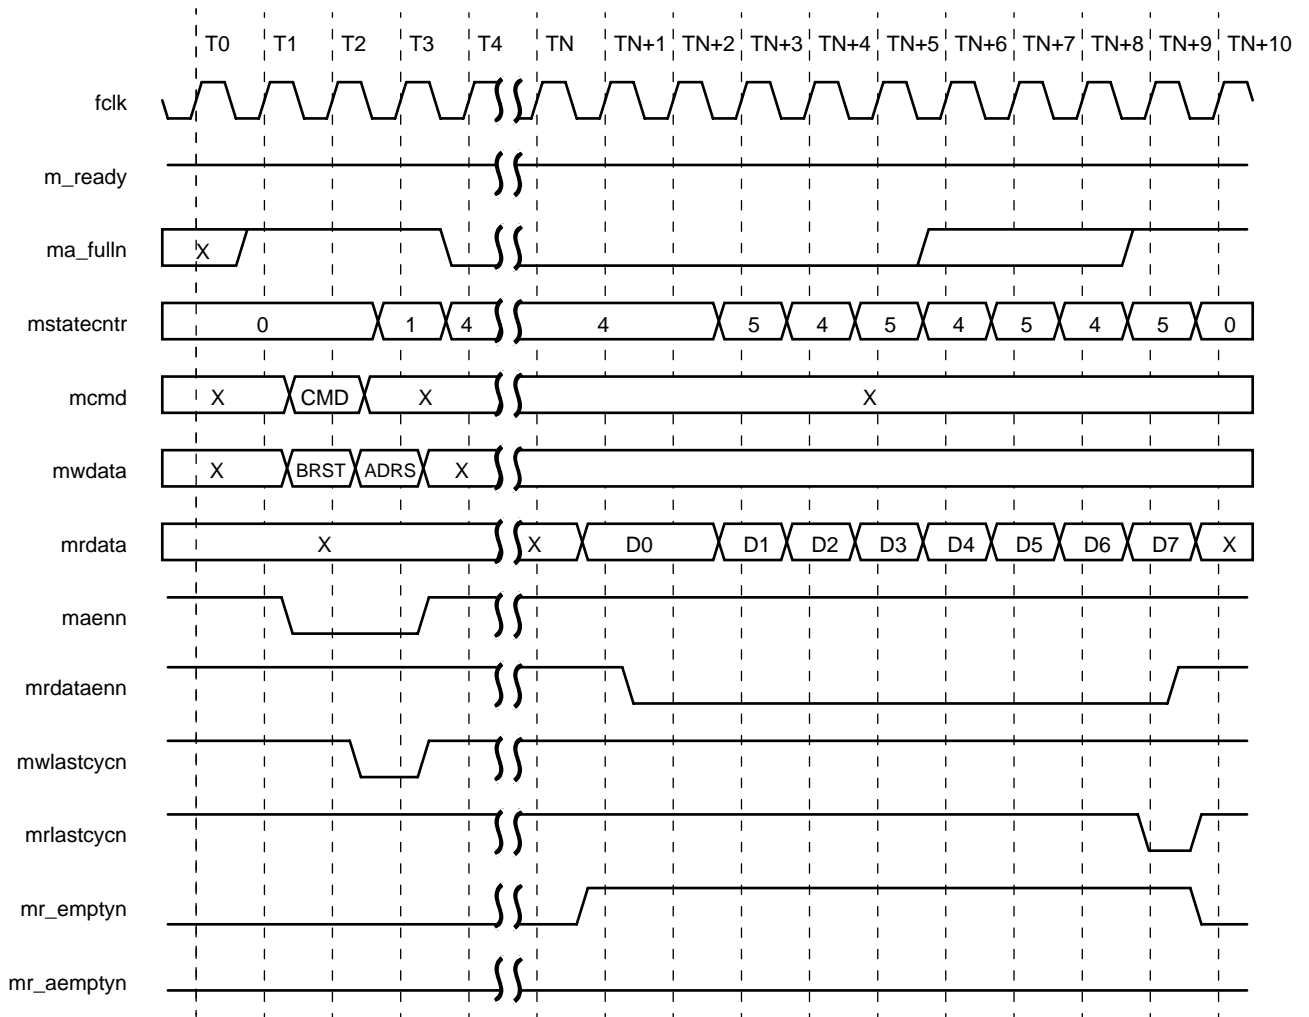 T0 T1 T2 T3 T4 TN TN+1 TN+2 TN+3 TN+4 TN+5 TN+6 TN+7 TN+8 TN+9 TN+10
fclk
m_ready
ma_fulln X
mstatecntr 0 1 4 4 5 4 5 4 5 4 5 0
mcmd X CMD X X
mwdata X BRST ADRS X
mrdata X X D0 D1 D2 D3 D4 D5 D6 D7 X
maenn
mrdataenn
mwlastcycn
mrlastcycn
mr_emptyn
mr_aemptyn